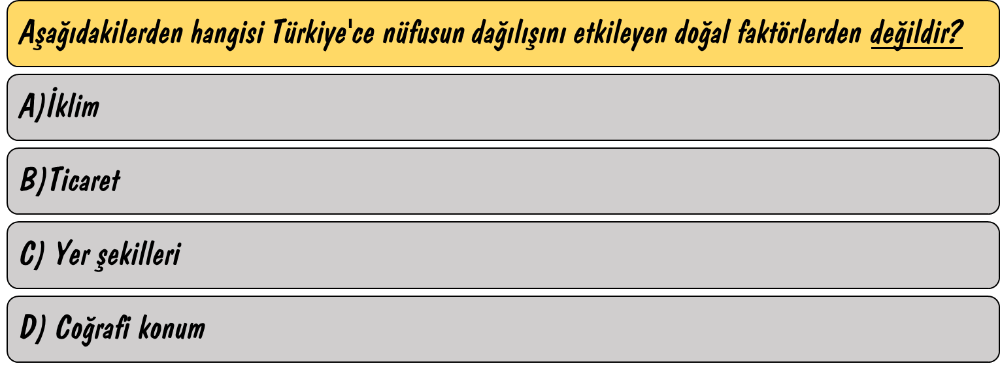 Aşağıdakilerden hangisi Türkiye'ce nüfusun dağılışını etkileyen doğal faktörlerden değildir?
A)İklim
B)Ticaret
C) Yer şekilleri
D) Coğrafi konum